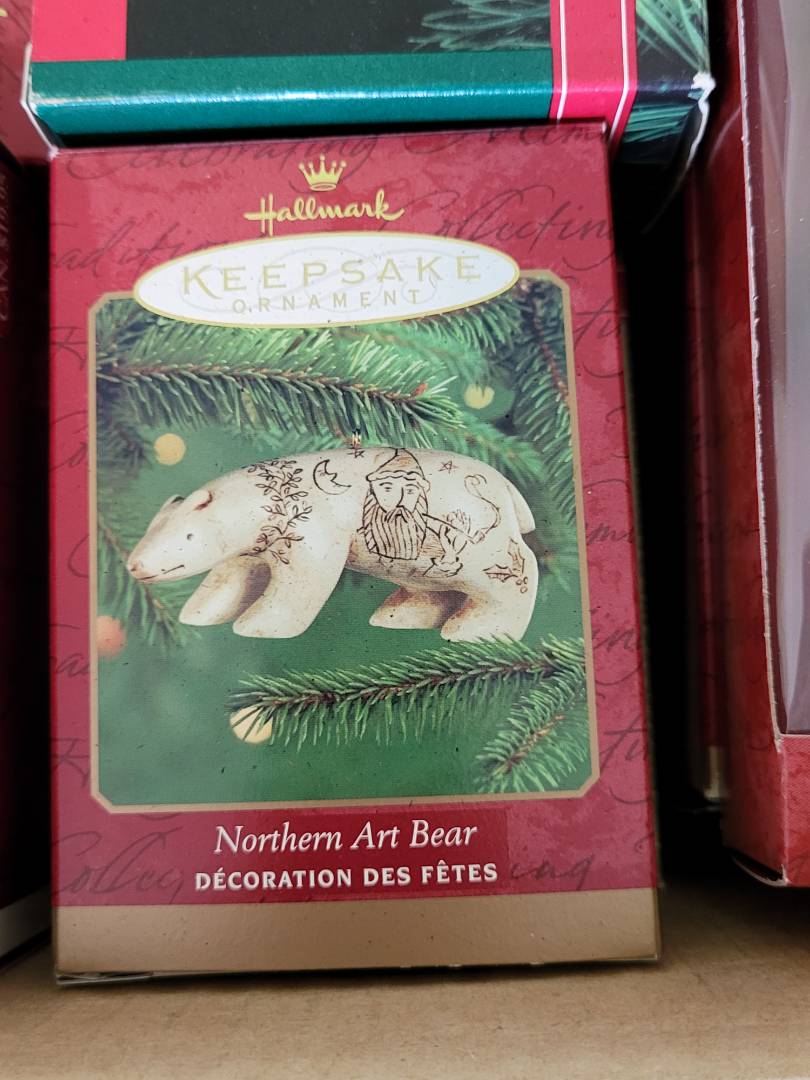 Hallmark
KEEPSAKE
ORNAMENT
Northern Art Bear
DÉCORATION DES FÊTES